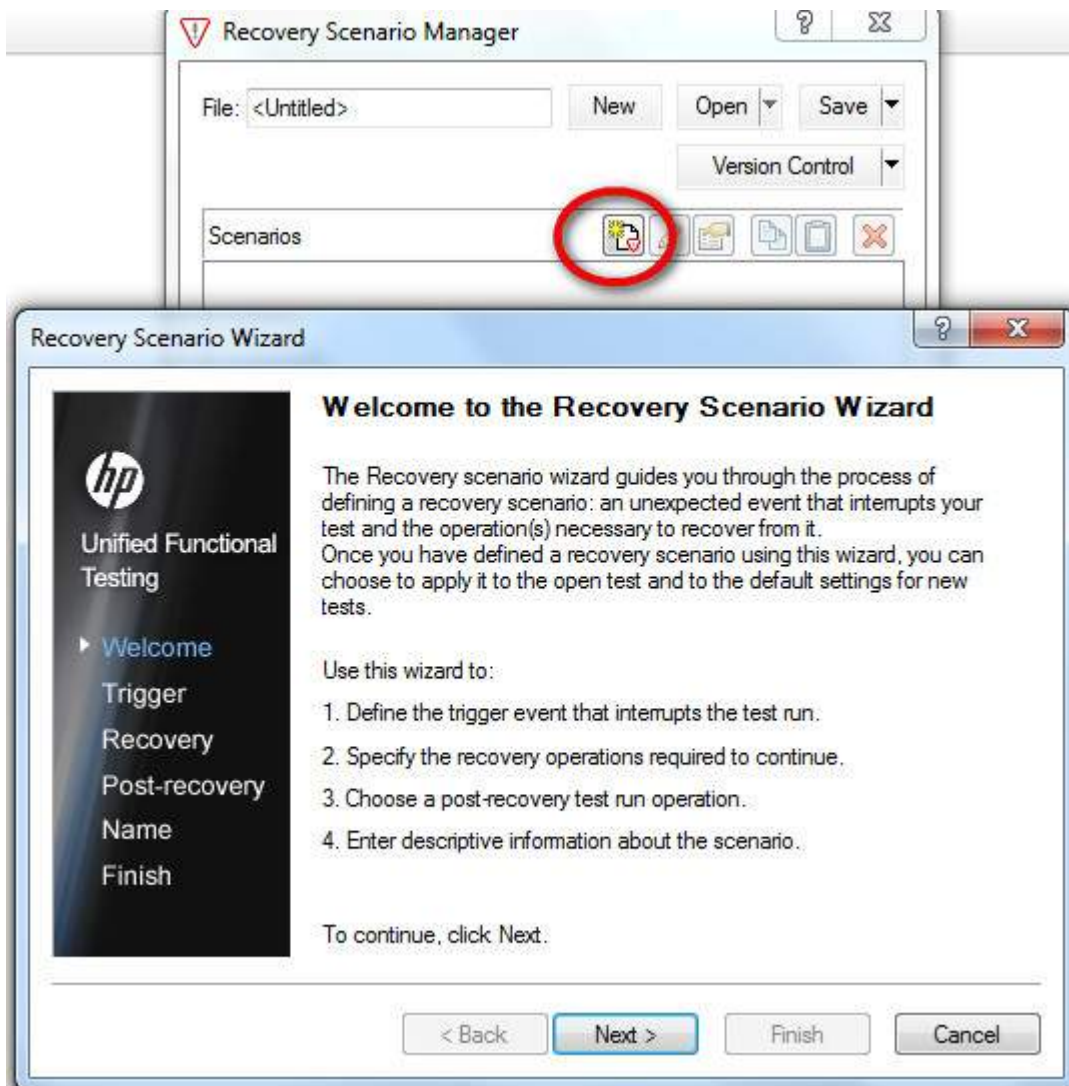 Recovery Scenario Manager
File: <Untitled>
New
Open
Save
Version Control
Scenarios
Recovery Scenario Wizard
hp
Unified Functional
Testing
Welcome
Trigger
Recovery
Post-recovery
Name
Finish
Welcome to the Recovery Scenario Wizard
The Recovery scenario wizard guides you through the process of
defining a recovery scenario: an unexpected event that interrupts your
test and the operation(s) necessary to recover from it.
Once you have defined a recovery scenario using this wizard, you can
choose to apply it to the open test and to the default settings for new
tests.
Use this wizard to:
1. Define the trigger event that interrupts the test run.
2. Specify the recovery operations required to continue.
3. Choose a post-recovery test run operation.
4. Enter descriptive information about the scenario.
To continue, click Next.
< Back
Next >
Finish
Cancel